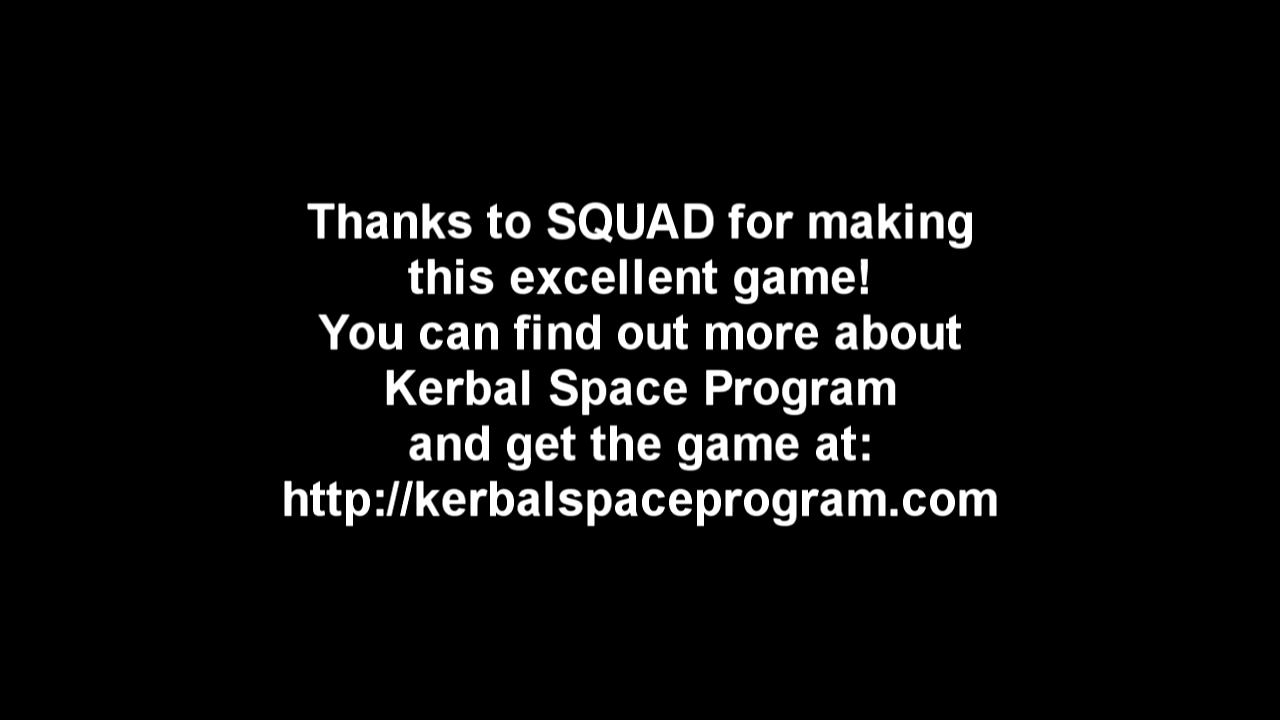 Thanks to SQUAD for making
this excellent game!
You can find out more about
Kerbal Space Program
and get the game at:
http://kerbalspaceprogram.com